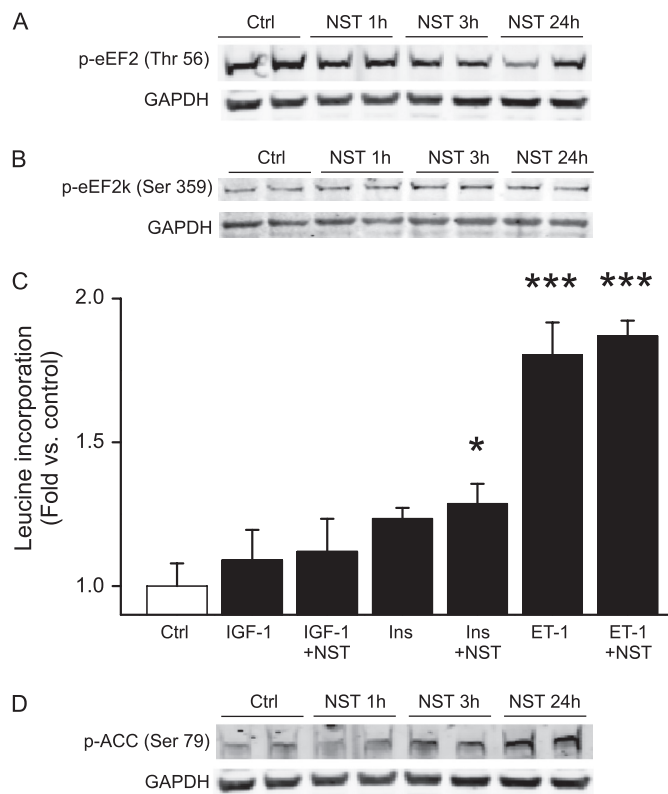 A
Ctrl NST 1h NST 3h NST 24h
p-eEF2 (Thr 56)
GAPDH
B
Ctrl NST 1h NST 3h NST 24h
p-eEF2k (Ser 359)
GAPDH
C
Leucine incorporation
(Fold vs. control)
2.0
1.5
1.0
*** ***
*
Ctrl IGF-1 IGF-1 +NST Ins Ins +NST ET-1 ET-1 +NST
D
Ctrl NST 1h NST 3h NST 24h
p-ACC (Ser 79)
GAPDH